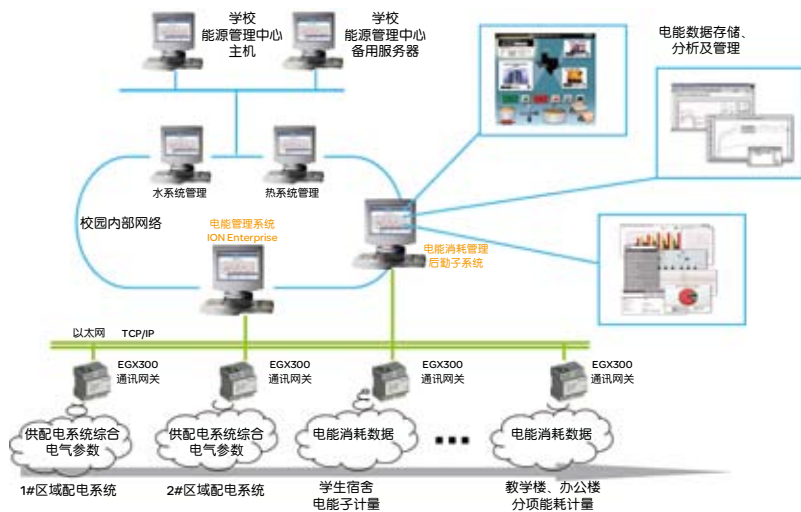 学校
能源管理中心
主机
学校
能源管理中心
备用服务器
电能数据存储、
分析及管理
水系统管理
热系统管理
校园内部网络
电能管理系统
ION Enterprise
电能消耗管理
后勤子系统
以太网 TCP/IP
EGX300
通讯网关
EGX300
通讯网关
EGX300
通讯网关
EGX300
通讯网关
供配电系统综合
电气参数
供配电系统综合
电气参数
电能消耗数据
电能消耗数据
1#区域配电系统
2#区域配电系统
学生宿舍
电能子计量
教学楼、办公楼
分项能耗计量